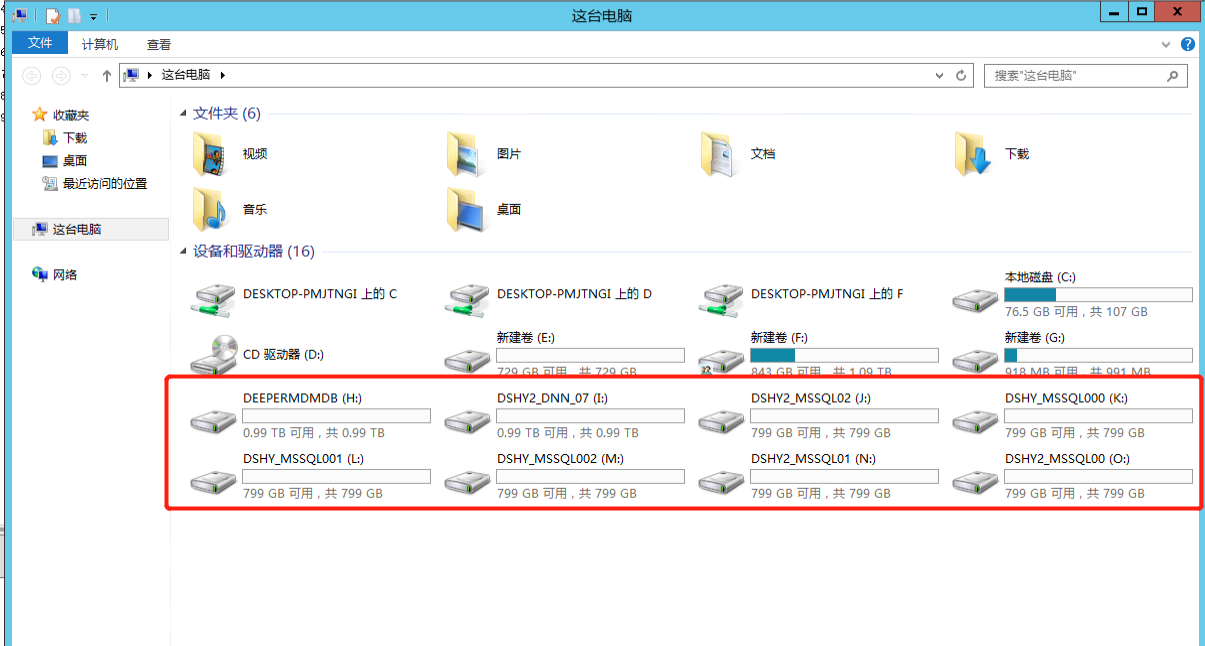 这台电脑
文件 计算机 查看
这台电脑
搜索"这台电脑"
收藏夹
下载
桌面
最近访问的位置
这台电脑
网络
文件夹 (6)
视频 图片 文档 下载
音乐 桌面
设备和驱动器 (16)
DESKTOP-PMJTNGI 上的 C DESKTOP-PMJTNGI 上的 D DESKTOP-PMJTNGI 上的 F 本地磁盘 (C:)
76.5 GB 可用，共 107 GB
CD 驱动器 (D:) 新建卷 (E:) 新建卷 (F:) 新建卷 (G:)
729 GB 可用，共 729 GB 843 GB 可用，共 1.09 TB 918 MB 可用，共 991 MB
DEEPERMDMDB (H:) DSHY2_DNN_07 (I:) DSHY2_MSSQL02 (J:) DSHY_MSSQL000 (K:)
0.99 TB 可用，共 0.99 TB 0.99 TB 可用，共 0.99 TB 799 GB 可用，共 799 GB 799 GB 可用，共 799 GB
DSHY_MSSQL001 (L:) DSHY_MSSQL002 (M:) DSHY2_MSSQL01 (N:) DSHY2_MSSQL00 (O:)
799 GB 可用，共 799 GB 799 GB 可用，共 799 GB 799 GB 可用，共 799 GB 799 GB 可用，共 799 GB